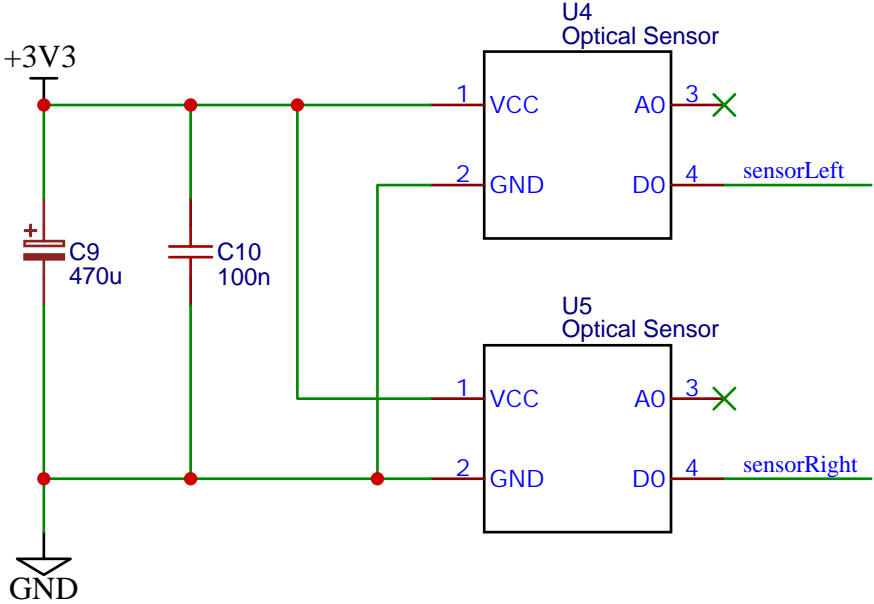 U4
Optical Sensor
+3V3
1 VCC A0 3
2 GND D0 4 sensorLeft
+
C9
470u
C10
100n
U5
Optical Sensor
1 VCC A0 3
2 GND D0 4 sensorRight
GND